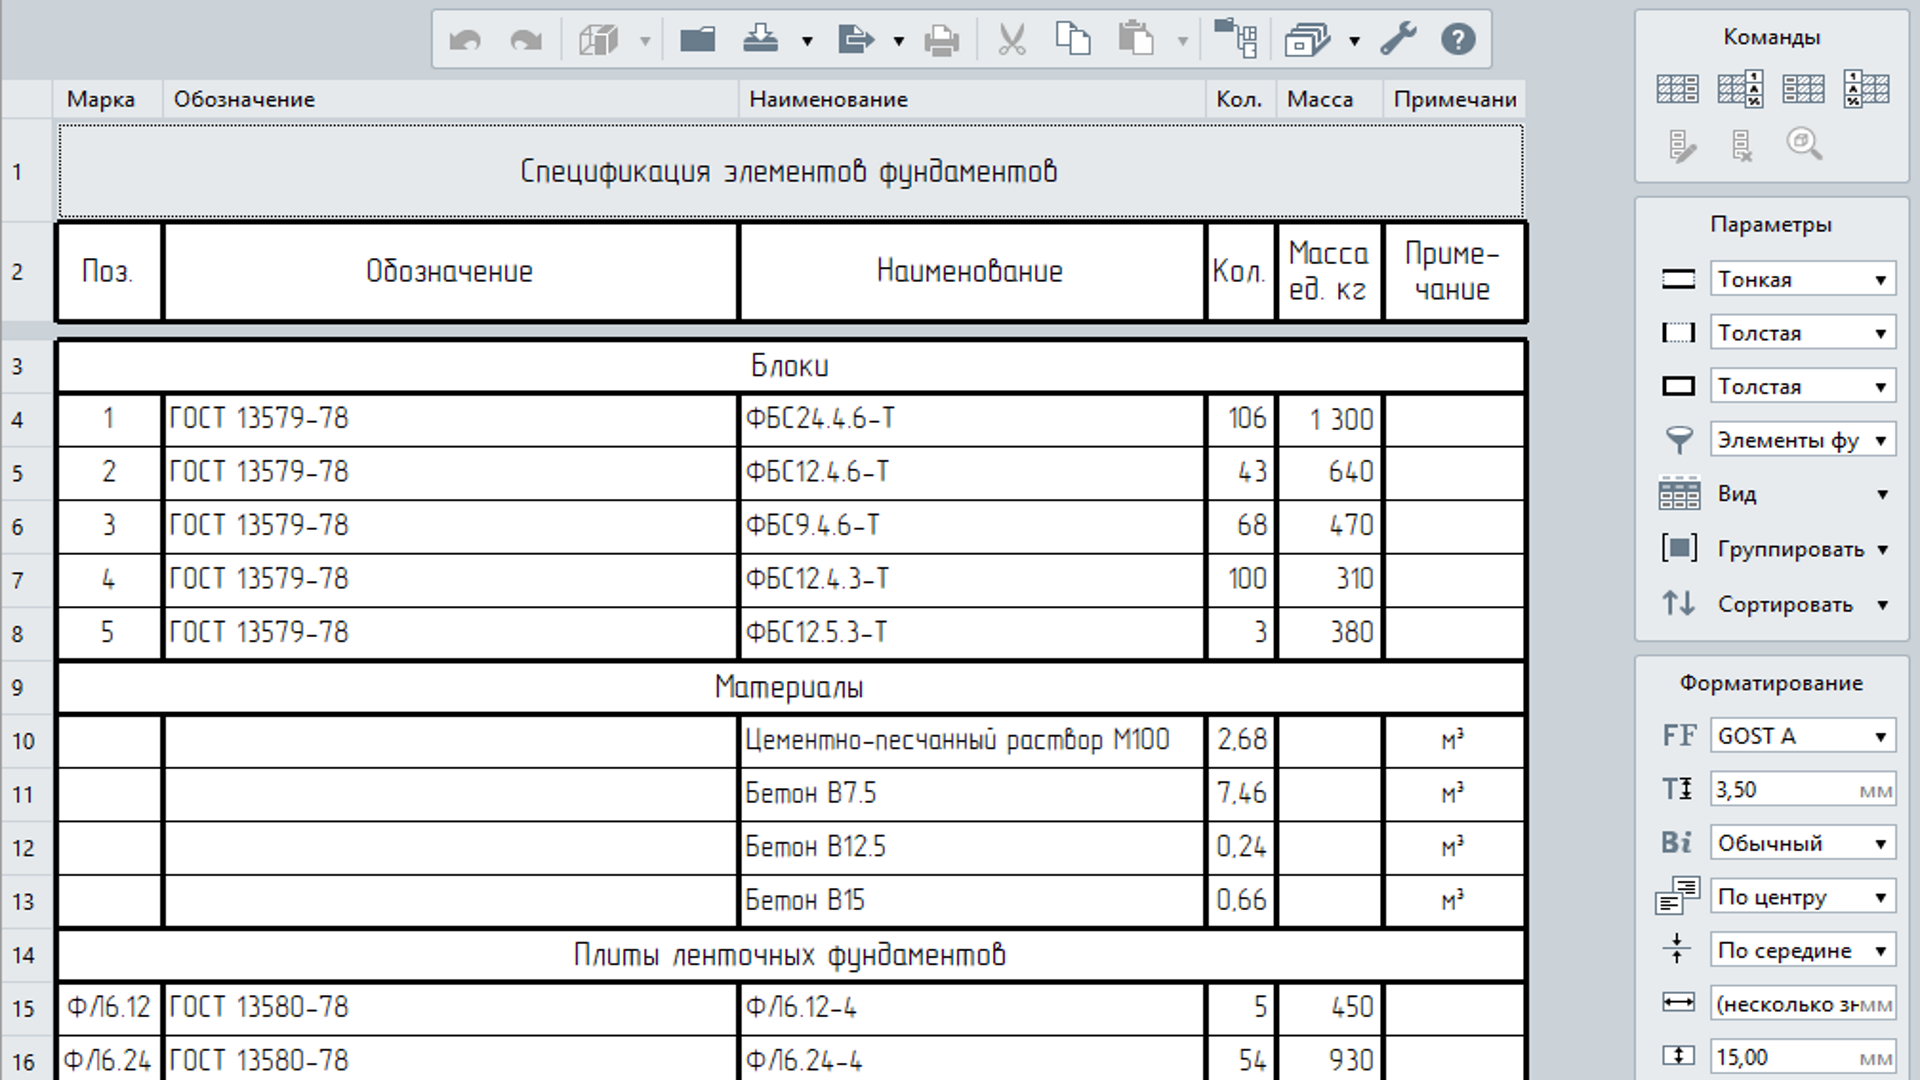 Марка Обозначение Наименование Кол. Масса Примечани
1 Спецификация элементов фундаментов
2 Поз. Обозначение Наименование Кол. Масса ед. кг Приме-чание
3 Блоки
4 1 ГОСТ 13579-78 ФБС24.4.6-Т 106 1 300
5 2 ГОСТ 13579-78 ФБС12.4.6-Т 43 640
6 3 ГОСТ 13579-78 ФБС9.4.6-Т 68 470
7 4 ГОСТ 13579-78 ФБС12.4.3-Т 100 310
8 5 ГОСТ 13579-78 ФБС12.5.3-Т 3 380
9 Материалы
10 Цементно-песчанный раствор М100 2,68 м³
11 Бетон В7.5 7,46 м³
12 Бетон В12.5 0,24 м³
13 Бетон В15 0,66 м³
14 Плиты ленточных фундаментов
15 ФЛ6.12 ГОСТ 13580-78 ФЛ6.12-4 5 450
16 ФЛ6.24 ГОСТ 13580-78 ФЛ6.24-4 54 930
Команды
Параметры
Тонкая
Толстая
Толстая
Элементы фу
Вид
Группировать
Сортировать
Форматирование
FF GOST A
T 3,50 мм
Bi Обычный
По центру
По середине
(несколько зн мм
15,00 мм